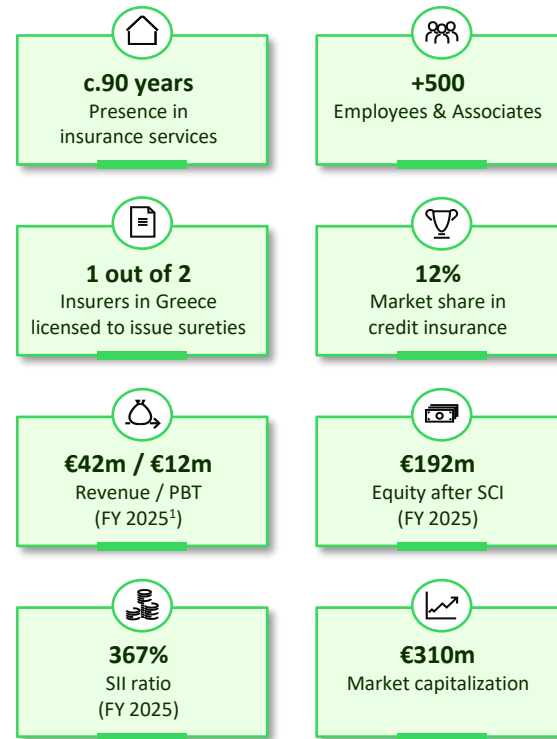 c.90 years
Presence in
insurance services
+500
Employees & Associates
1 out of 2
Insurers in Greece
licensed to issue sureties
12%
Market share in
credit insurance
€42m / €12m
Revenue / PBT
(FY 2025¹)
€192m
Equity after SCI
(FY 2025)
367%
SII ratio
(FY 2025)
€310m
Market capitalization